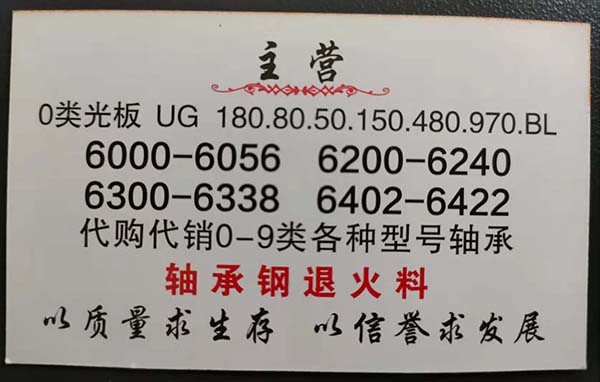 主营
0类光板 UG 180.80.50.150.480.970.BL
6000-6056 6200-6240
6300-6338 6402-6422
代购代销0-9类各种型号轴承
轴承钢退火料
以质量求生存 以信誉求发展